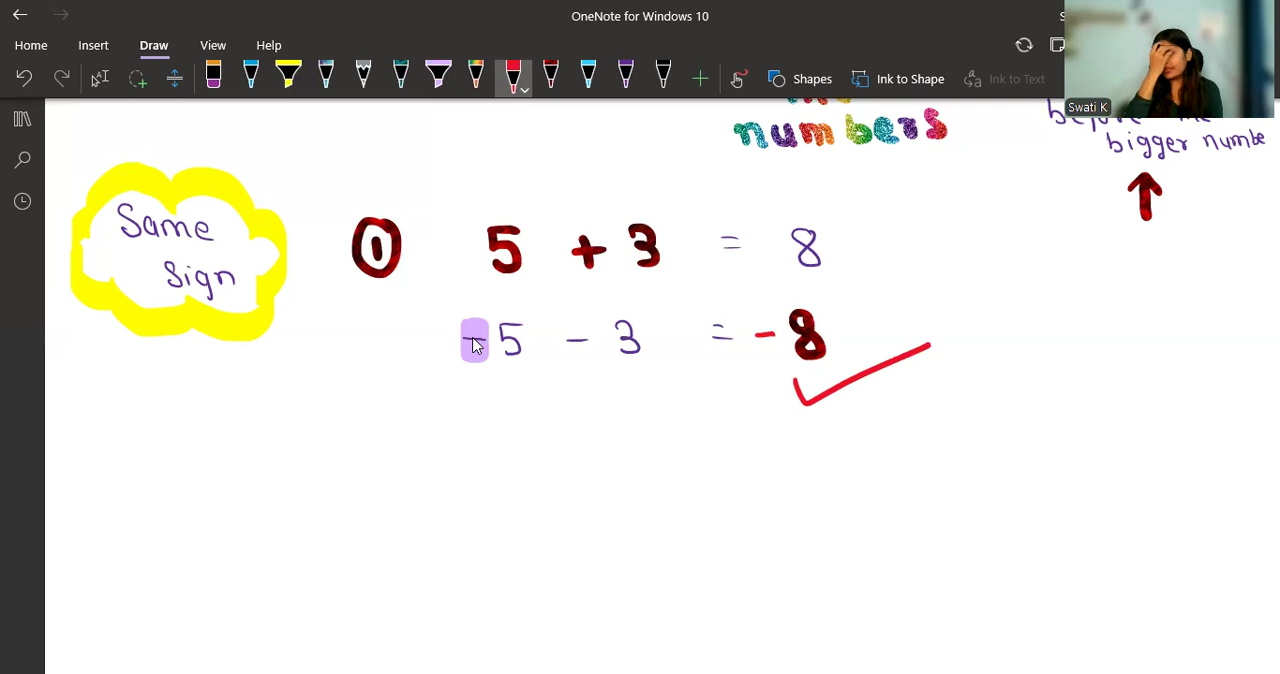 OneNote for Windows 10
Home Insert Draw View Help
Shapes Ink to Shape Ink to Text
Swati K
numbers
bigger numbe
Same
Sign
① 5 + 3 = 8
- 5 - 3 = - 8